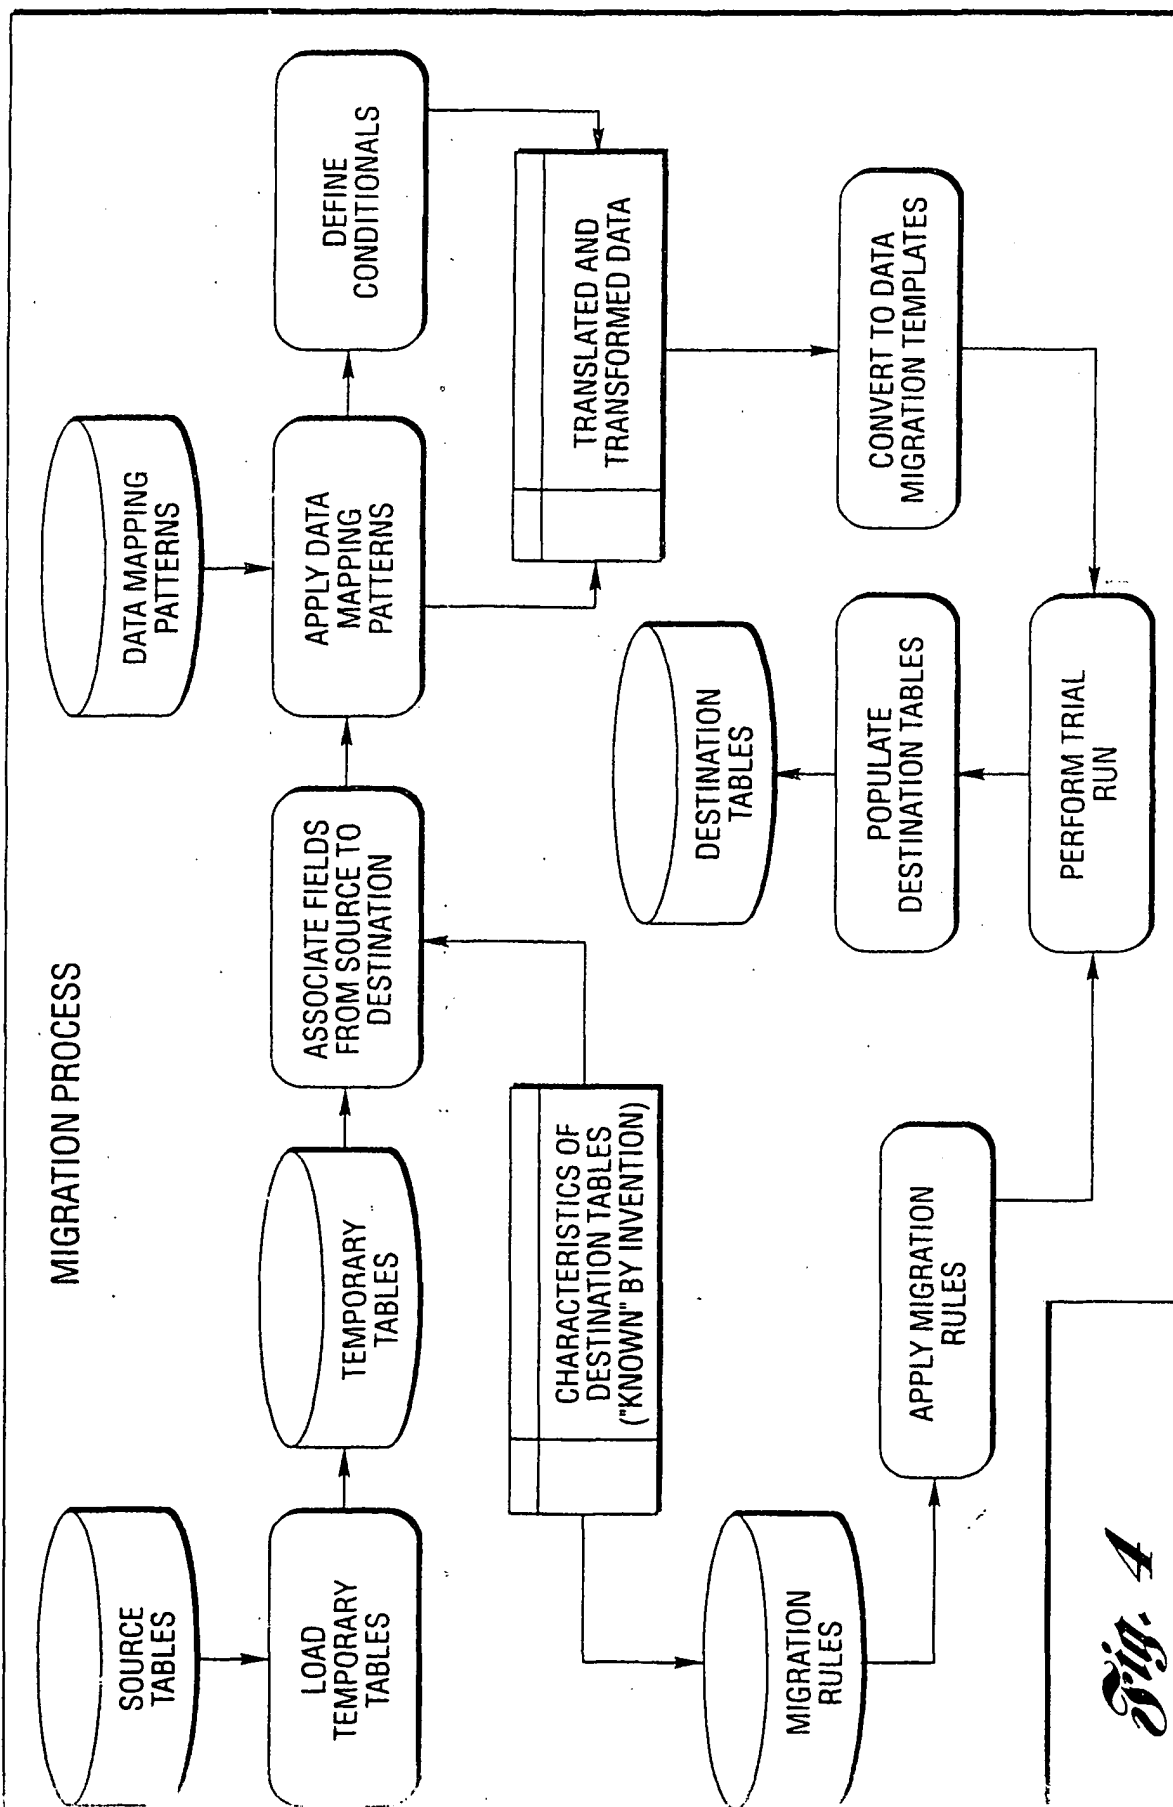 MIGRATION PROCESS
SOURCE
TABLES
DATA MAPPING
PATTERNS
LOAD
TEMPORARY
TABLES
TEMPORARY
TABLES
ASSOCIATE FIELDS
FROM SOURCE TO
DESTINATION
APPLY DATA
MAPPING
PATTERNS
DEFINE
CONDITIONALS
CHARACTERISTICS OF
DESTINATION TABLES
("KNOWN" BY INVENTION)
TRANSLATED AND
TRANSFORMED DATA
MIGRATION
RULES
DESTINATION
TABLES
APPLY MIGRATION
RULES
POPULATE
DESTINATION TABLES
CONVERT TO DATA
MIGRATION TEMPLATES
PERFORM TRIAL
RUN
Fig. 4